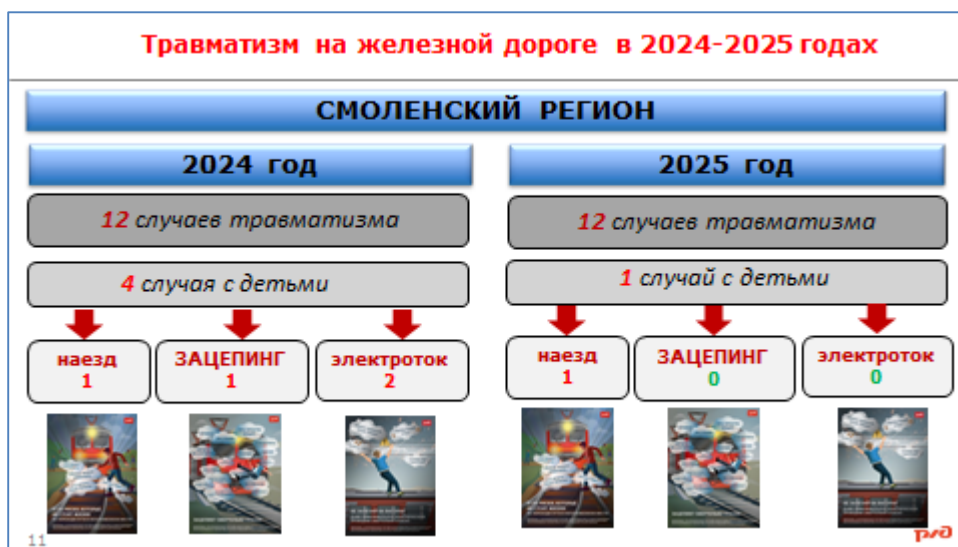 Травматизм на железной дороге в 2024-2025 годах
СМОЛЕНСКИЙ РЕГИОН
2024 год
12 случаев травматизма
4 случая с детьми
наезд
1
ЗАЦЕПИНГ
1
электроток
2
2025 год
12 случаев травматизма
1 случай с детьми
наезд
1
ЗАЦЕПИНГ
0
электроток
0
11
ржд